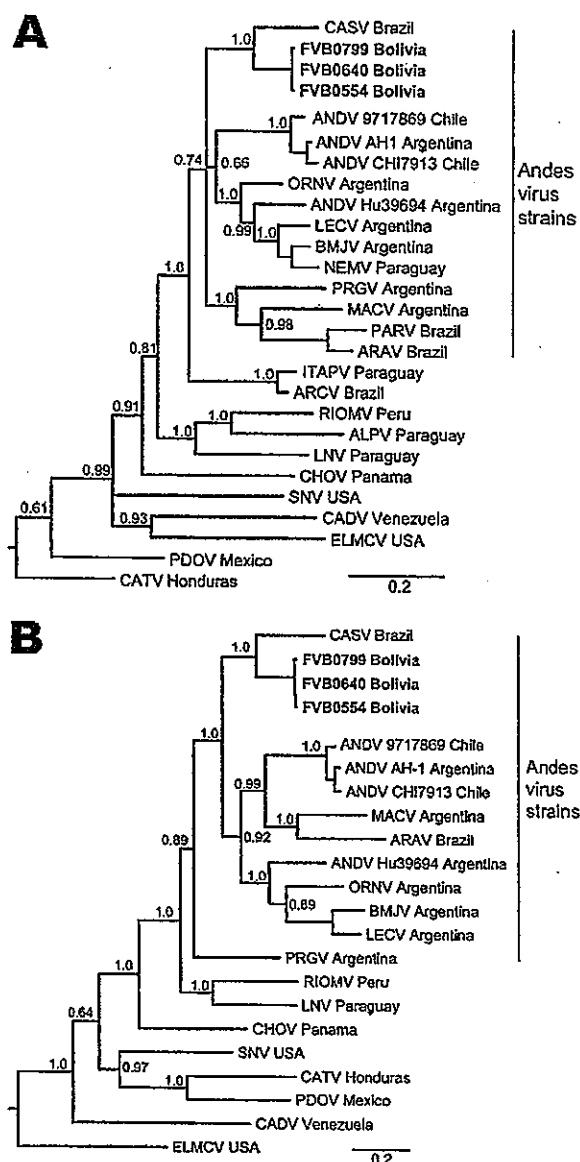 A
CASV Brazil
1.0
FVB0799 Bolivia
FVB0640 Bolivia
FVB0554 Bolivia
1.0
ANDV 9717869 Chile
ANDV AH1 Argentina
0.74
0.66
ANDV CHI7913 Chile
ORNV Argentina
1.0
ANDV Hu39694 Argentina
0.99
1.0
LECV Argentina
BMJV Argentina
NEMV Paraguay
1.0
PRGV Argentina
1.0
MACV Argentina
0.98
PARV Brazil
ARAV Brazil
Andes
virus
strains
0.81
1.0
ITAPV Paraguay
ARCV Brazil
0.91
1.0
RIOMV Peru
1.0
ALPV Paraguay
LNV Paraguay
0.89
CHOV Panama
SNV USA
0.61
0.93
CADV Venezuela
ELMCV USA
PDOV Mexico
CATV Honduras
0.2
B
CASV Brazil
1.0
FVB0799 Bolivia
FVB0640 Bolivia
FVB0554 Bolivia
1.0
1.0
ANDV 9717869 Chile
ANDV AH-1 Argentina
0.99
ANDV CHI7913 Chile
1.0
MACV Argentina
0.92
ARAV Brazil
Andes
virus
strains
0.89
ANDV Hu39694 Argentina
1.0
ORNV Argentina
0.89
BMJV Argentina
LECV Argentina
1.0
PRGV Argentina
RIOMV Peru
1.0
LNV Paraguay
1.0
CHOV Panama
0.64
SNV USA
0.97
1.0
CATV Honduras
1.0
PDOV Mexico
CADV Venezuela
ELMCV USA
0.2